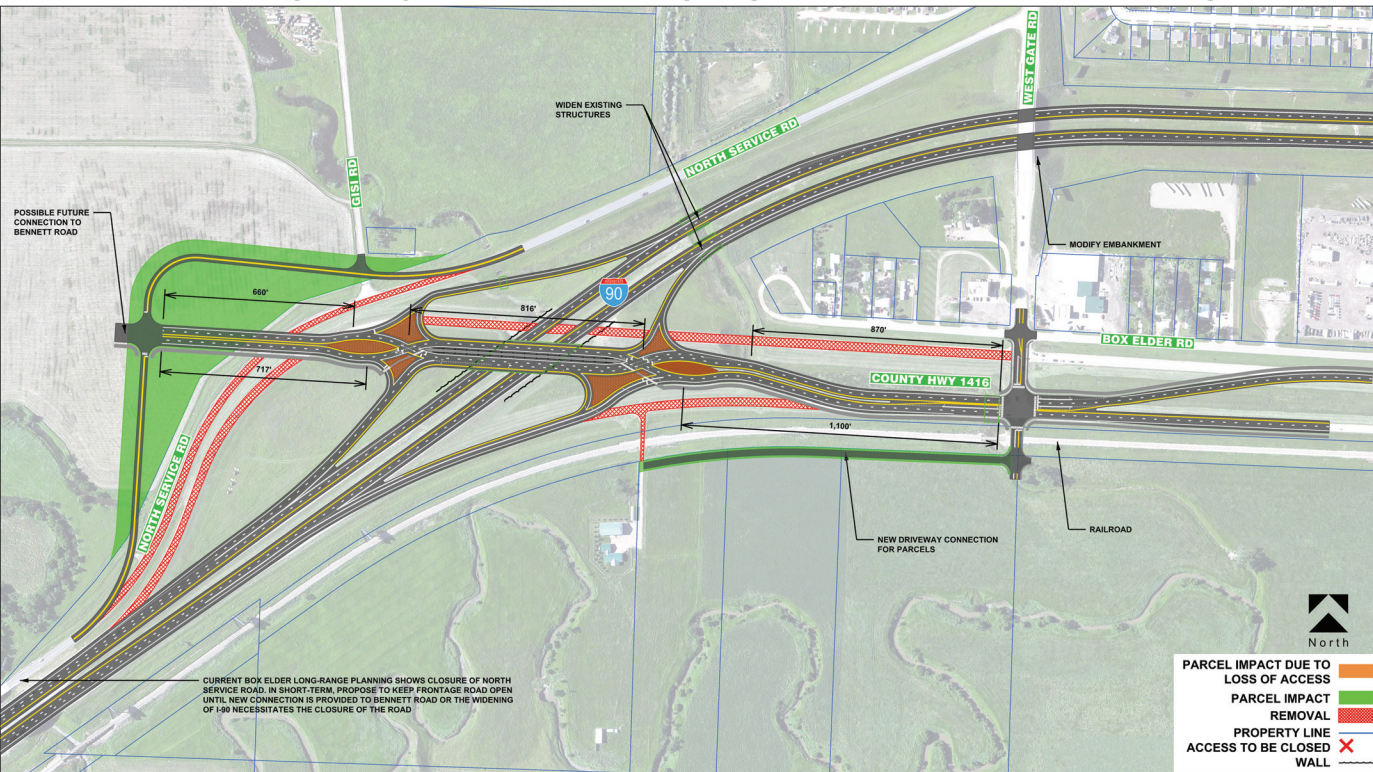 WEST GATE RD
WIDEN EXISTING
STRUCTURES
NORTH SERVICE RD
GISI RD
POSSIBLE FUTURE
CONNECTION TO
BENNETT ROAD
MODIFY EMBANKMENT
660'
INTERSTATE
90
816'
870'
BOX ELDER RD
717'
COUNTY HWY 1416
1,100'
NORTH SERVICE RD
RAILROAD
NEW DRIVEWAY CONNECTION
FOR PARCELS
North
CURRENT BOX ELDER LONG-RANGE PLANNING SHOWS CLOSURE OF NORTH
SERVICE ROAD. IN SHORT-TERM, PROPOSE TO KEEP FRONTAGE ROAD OPEN
UNTIL NEW CONNECTION IS PROVIDED TO BENNETT ROAD OR THE WIDENING
OF I-90 NECESSITATES THE CLOSURE OF THE ROAD
PARCEL IMPACT DUE TO
LOSS OF ACCESS
PARCEL IMPACT
REMOVAL
PROPERTY LINE
ACCESS TO BE CLOSED
WALL